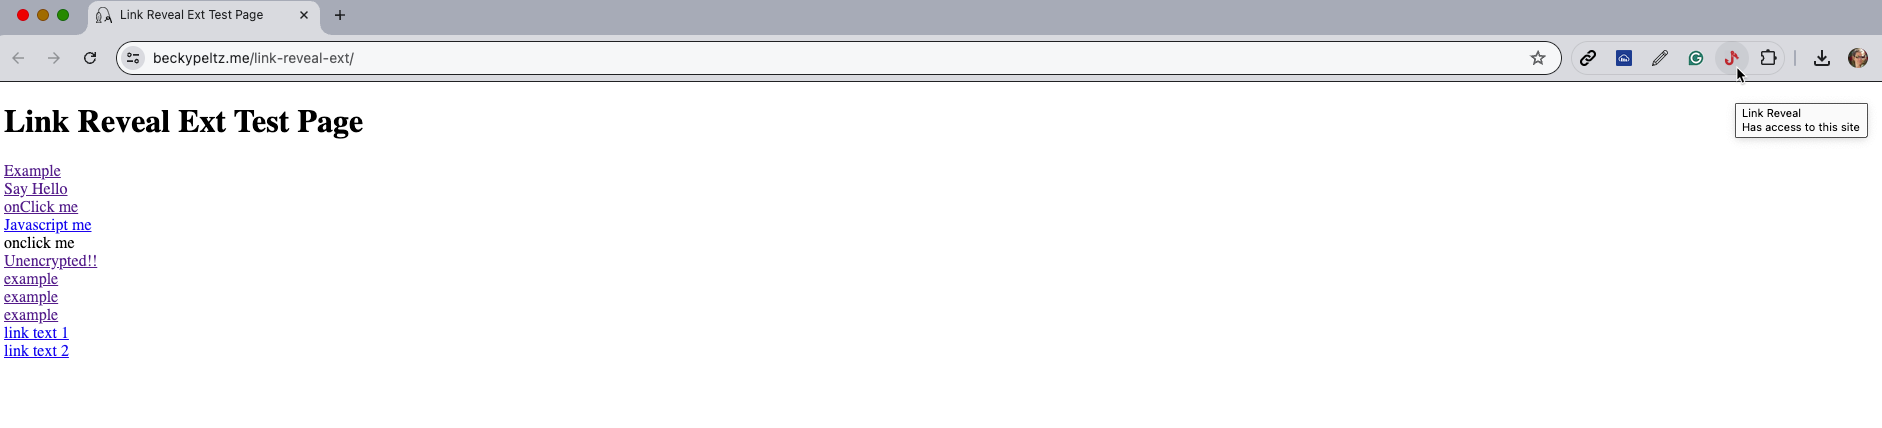 Link Reveal Ext Test Page
beckypeltz.me/link-reveal-ext/
Link Reveal
Has access to this site
Link Reveal Ext Test Page
Example
Say Hello
onClick me
Javascript me
onclick me
Unencrypted!!
example
example
example
link text 1
link text 2